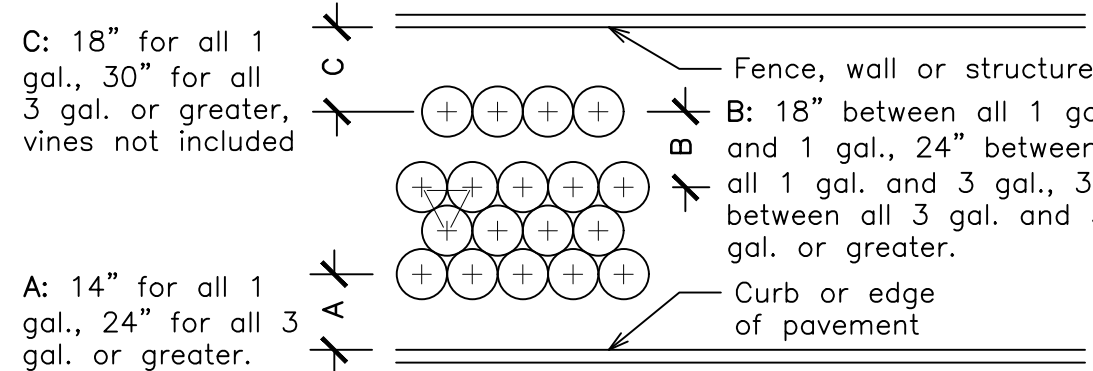 C: 18” for all 1
gal., 30” for all
3 gal. or greater,
vines not included
C
Fence, wall or structure
B: 18” between all 1
and 1 gal., 24” between
all 1 gal. and 3 gal.,
between all 3 gal. and
gal. or greater.
B
A: 14” for all 1
gal., 24” for all 3
gal. or greater.
A
Curb or edge
of pavement